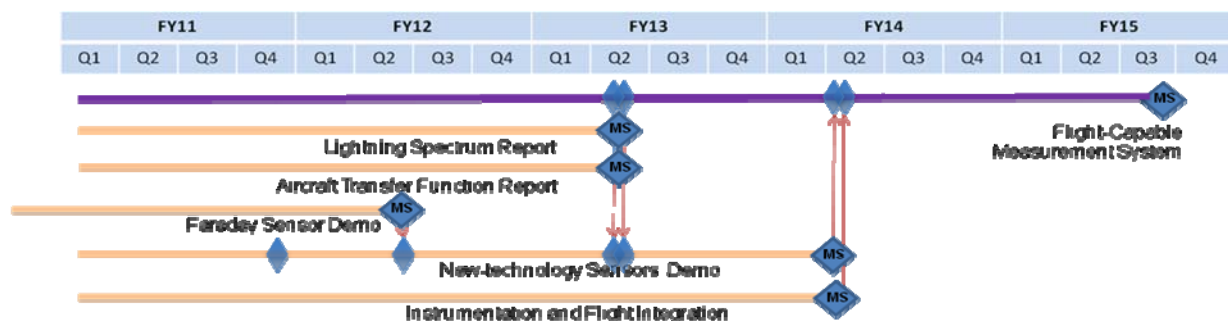 FY11 FY12 FY13 FY14 FY15
Q1 Q2 Q3 Q4 Q1 Q2 Q3 Q4 Q1 Q2 Q3 Q4 Q1 Q2 Q3 Q4 Q1 Q2 Q3 Q4
MS
MS
Lightning Spectrum Report
Flight-Capable
Measurement System
MS
Aircraft Transfer Function Report
MS
Faraday Sensor Demo
MS
New-technology Sensors Demo
MS
Instrumentation and Flight Integration